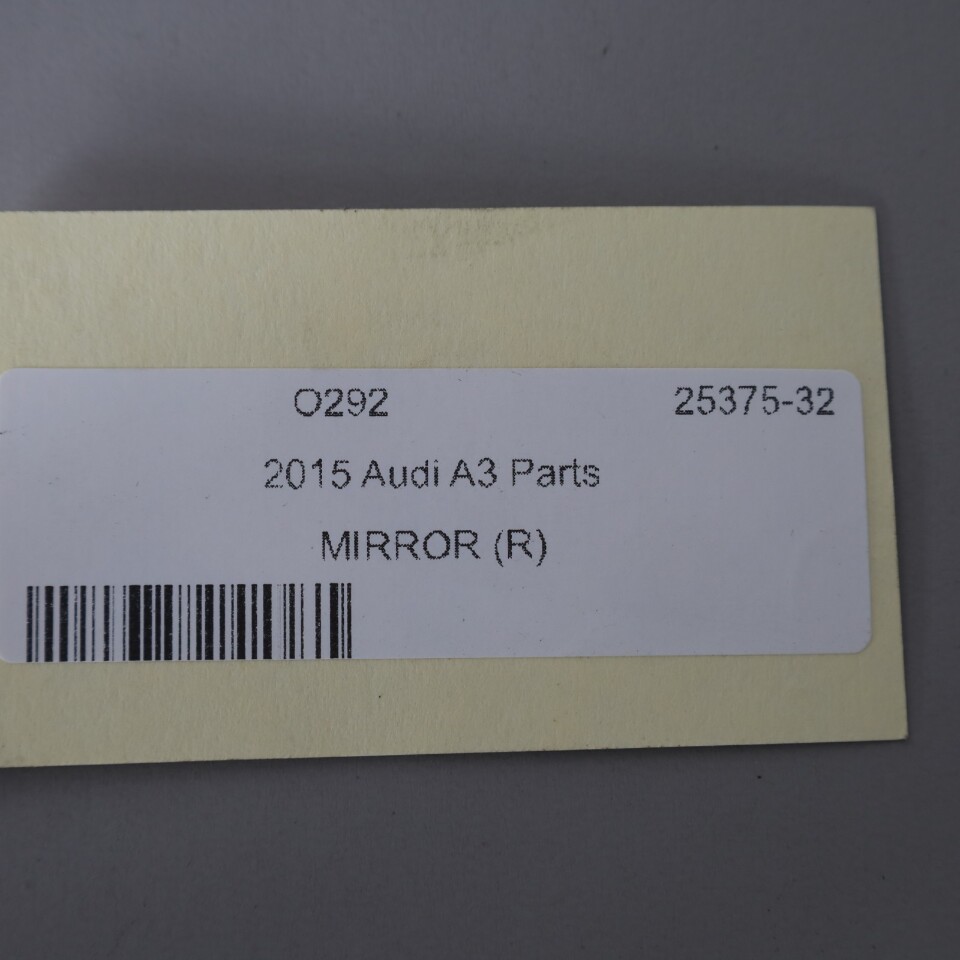 O292 25375-32
2015 Audi A3 Parts
MIRROR (R)